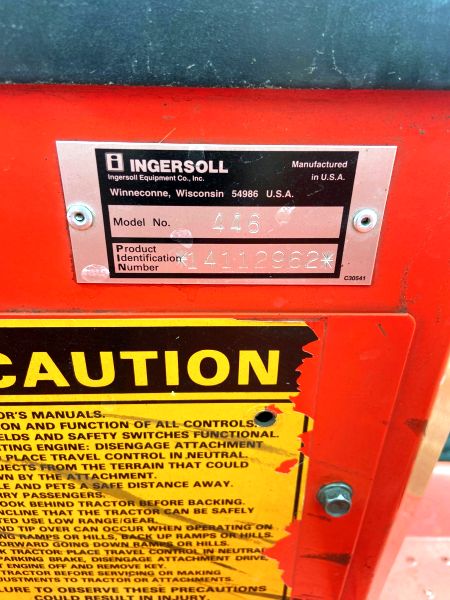 INGERSOLL
Ingersoll Equipment Co., Inc.
Manufactured
in U.S.A.
Winneconne, Wisconsin 54986 U.S.A.
Model No. 446
Product
Identification *14112962*
Number
C30541
CAUTION
OR'S MANUALS.
ON AND FUNCTION OF ALL CONTROLS.
ELDS AND SAFETY SWITCHES FUNCTIONAL.
TING ENGINE: DISENGAGE ATTACHMENT
PLACE TRAVEL CONTROL IN NEUTRAL.
JECTS FROM THE TERRAIN THAT COULD
WN BY THE ATTACHMENT.
LE AND PETS A SAFE DISTANCE AWAY.
RY PASSENGERS.
OOK BEHIND TRACTOR BEFORE BACKING.
NCLINE THAT THE TRACTOR CAN BE SAFELY
TED USE LOW RANGE/GEAR.
ND TIP OVER CAN OCCUR WHEN OPERATING ON
NG RAMPS OR HILLS, BACK UP RAMPS OR HILLS.
ORWARD GOING DOWN RAMPS OR HILLS.
K TRACTOR: PLACE TRAVEL CONTROL IN NEUTRAL
PARKING BRAKE, DISENGAGE ATTACHMENT DRIVE,
T ENGINE OFF AND REMOVE KEY.
TRACTOR BEFORE SERVICING OR MAKING
JUSTMENTS TO TRACTOR OR ATTACHMENTS.
LURE TO OBSERVE THESE PRECAUTIONS
COULD RESULT IN INJURY.